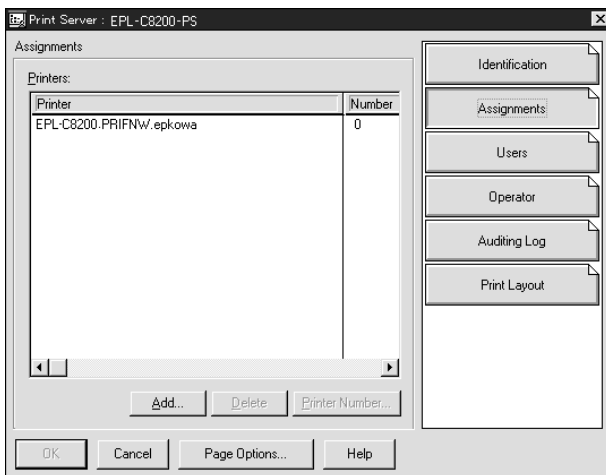 Print Server : EPL-C8200-PS
Assignments
Printers:
Printer Number
EPL-C8200.PRIFNW.epkowa 0
Add... Delete Printer Number...
OK Cancel Page Options... Help
Identification
Assignments
Users
Operator
Auditing Log
Print Layout